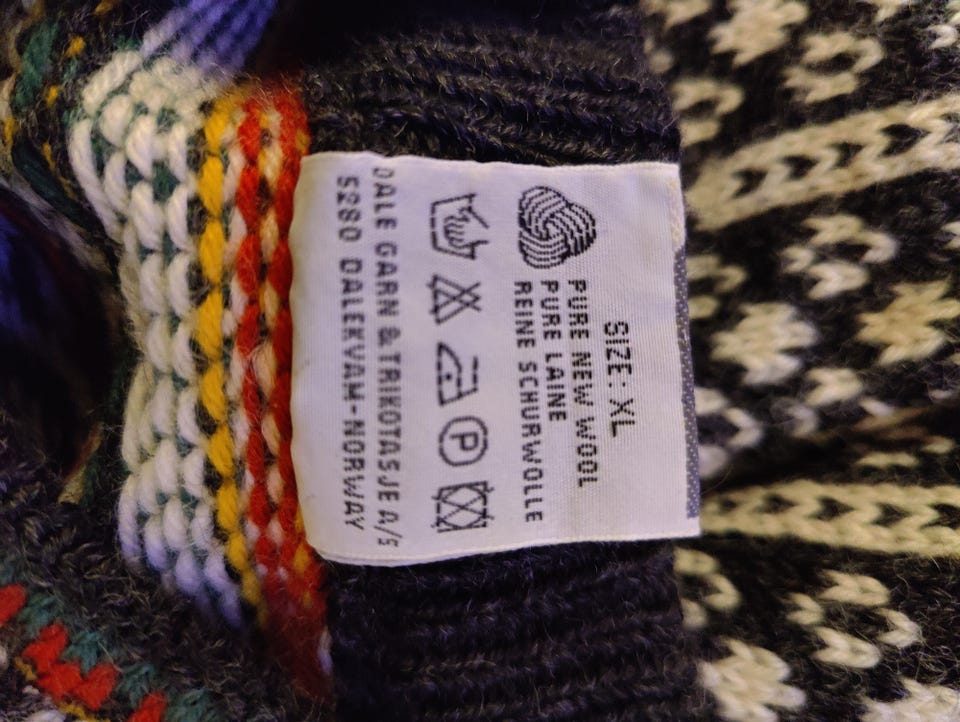 SIZE: XL
PURE NEW WOOL
PURE LAINE
REINE SCHURWOLLE
P
DALE GARN & TRIKOTASJE A/S
5280 DALEKVAM-NORWAY